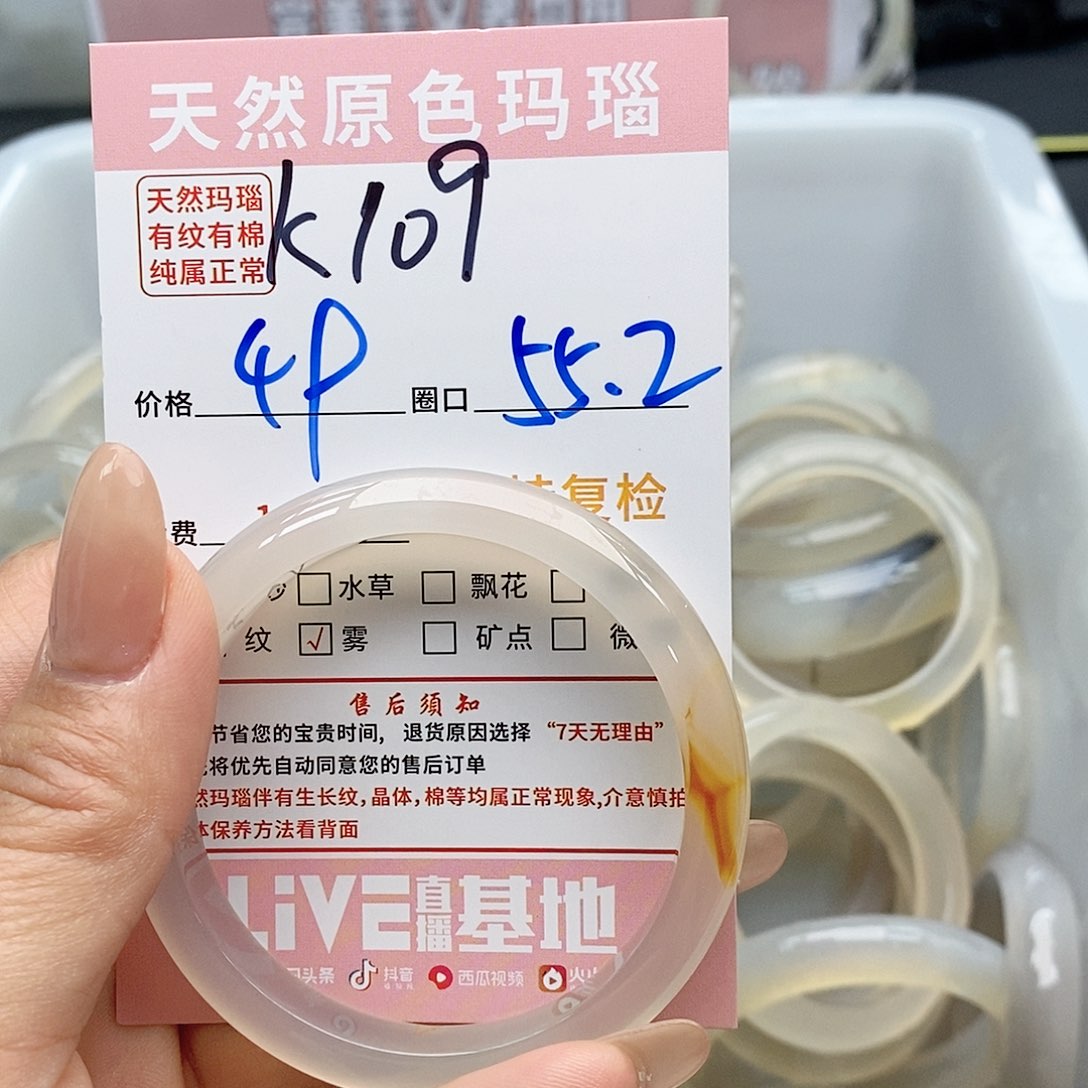 天然原色玛瑙
天然玛瑙
有纹有棉
纯属正常
K109
价格 4P 圈口 55.2
费
复检
水草 飘花
纹 √ 雾 矿点 微
售后须知
节省您的宝贵时间，退货原因选择“7天无理由”
将优先自动同意您的售后订单
然玛瑙伴有生长纹,晶体,棉等均属正常现象,介意慎拍
体保养方法看背面
LiVE直播基地
头条 抖音 西瓜视频